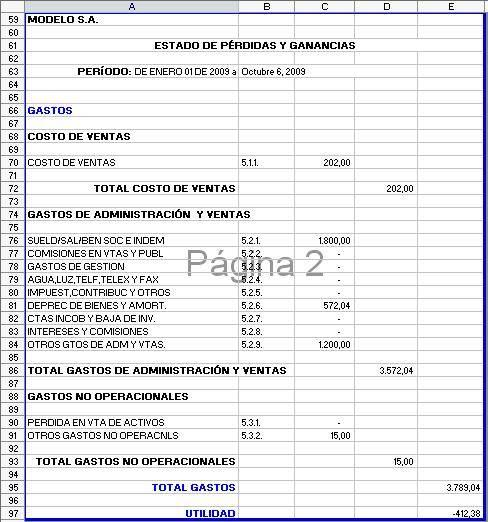 A B C D E
59 MODELO S.A.
60
61 ESTADO DE PÉRDIDAS Y GANANCIAS
62
63 PERÍODO: DE ENERO 01 DE 2009 a Octubre 6, 2009
64
65
66 GASTOS
67
68 COSTO DE VENTAS
69
70 COSTO DE VENTAS 5.1.1. 202,00
71
72 TOTAL COSTO DE VENTAS 202,00
73
74 GASTOS DE ADMINISTRACIÓN Y VENTAS
75
76 SUELD/SAL/BEN SOC E INDEM 5.2.1. 1.800,00
77 COMISIONES EN VTAS Y PUBL 5.2.2. -
78 GASTOS DE GESTION 5.2.3. -
Página 2
79 AGUA,LUZ,TELF,TELEX Y FAX 5.2.4. -
80 IMPUEST,CONTRIBUC Y OTROS 5.2.5. -
81 DEPREC DE BIENES Y AMORT. 5.2.6. 572,04
82 CTAS INCOB Y BAJA DE INV. 5.2.7. -
83 INTERESES Y COMISIONES 5.2.8. -
84 OTROS GTOS DE ADM Y VTAS. 5.2.9. 1.200,00
85
86 TOTAL GASTOS DE ADMINISTRACIÓN Y VENTAS 3.572,04
87
88 GASTOS NO OPERACIONALES
89
90 PERDIDA EN VTA DE ACTIVOS 5.3.1. -
91 OTROS GASTOS NO OPERACNLS 5.3.2. 15,00
92
93 TOTAL GASTOS NO OPERACIONALES 15,00
94
95 TOTAL GASTOS 3.789,04
96
97 UTILIDAD -412,38